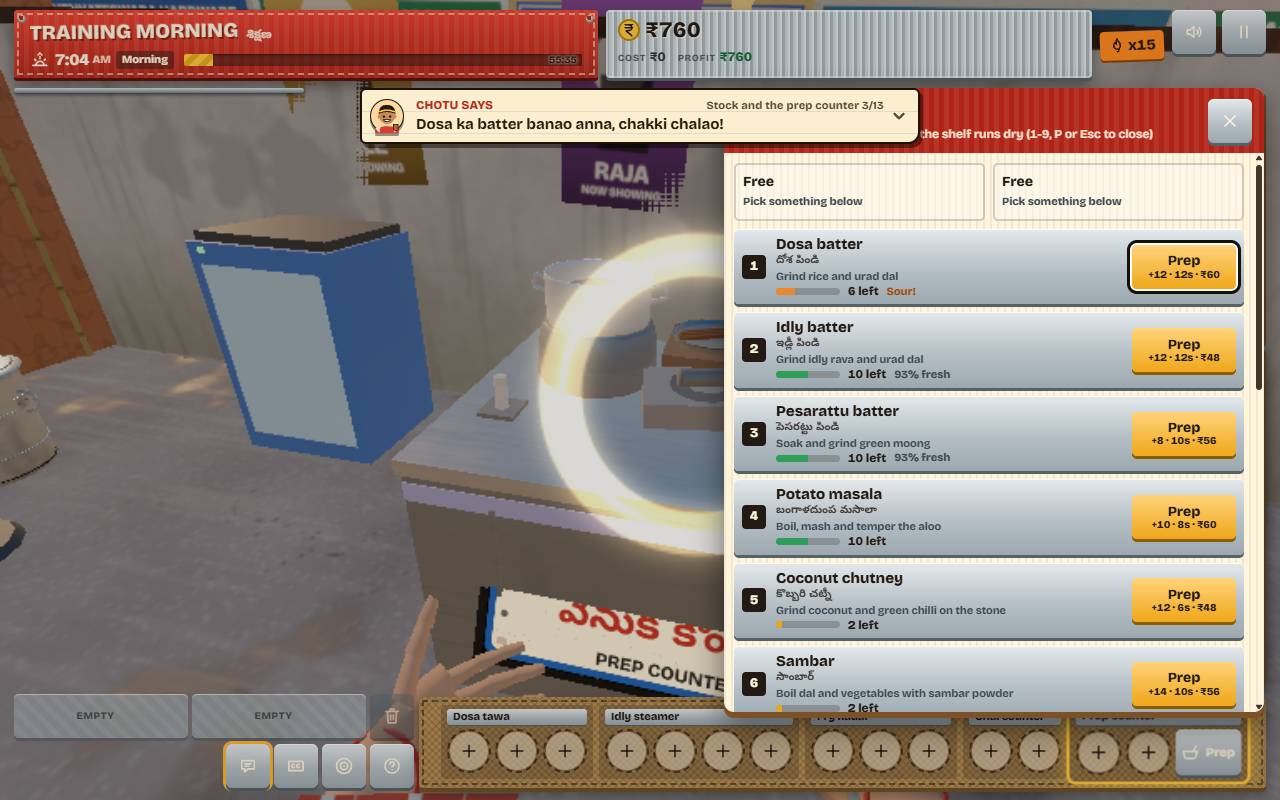 TRAINING MORNING శిక్షణ
7:04 AM Morning
55:35
₹760
COST ₹0 PROFIT ₹760
x15
CHOTU SAYS
Stock and the prep counter 3/13
Dosa ka batter banao anna, chakki chalao!
the shelf runs dry (1-9, P or Esc to close)
RAJA
NOW SHOWING
Free
Pick something below
Free
Pick something below
1
Dosa batter
దోశ పిండి
Grind rice and urad dal
6 left Sour!
Prep
+12 · 12s · ₹60
2
Idly batter
ఇడ్లీ పిండి
Grind idly rava and urad dal
10 left 93% fresh
Prep
+12 · 12s · ₹48
3
Pesarattu batter
పెసరట్టు పిండి
Soak and grind green moong
10 left 93% fresh
Prep
+8 · 10s · ₹56
4
Potato masala
బంగాళదుంప మసాలా
Boil, mash and temper the aloo
10 left
Prep
+10 · 8s · ₹60
5
Coconut chutney
కొబ్బరి చట్నీ
Grind coconut and green chilli on the stone
2 left
Prep
+12 · 6s · ₹48
6
Sambar
సాంబార్
Boil dal and vegetables with sambar powder
2 left
Prep
+14 · 10s · ₹56
వెనుక
PREP COUNTE
EMPTY
EMPTY
Dosa tawa
Idly steamer
Prep